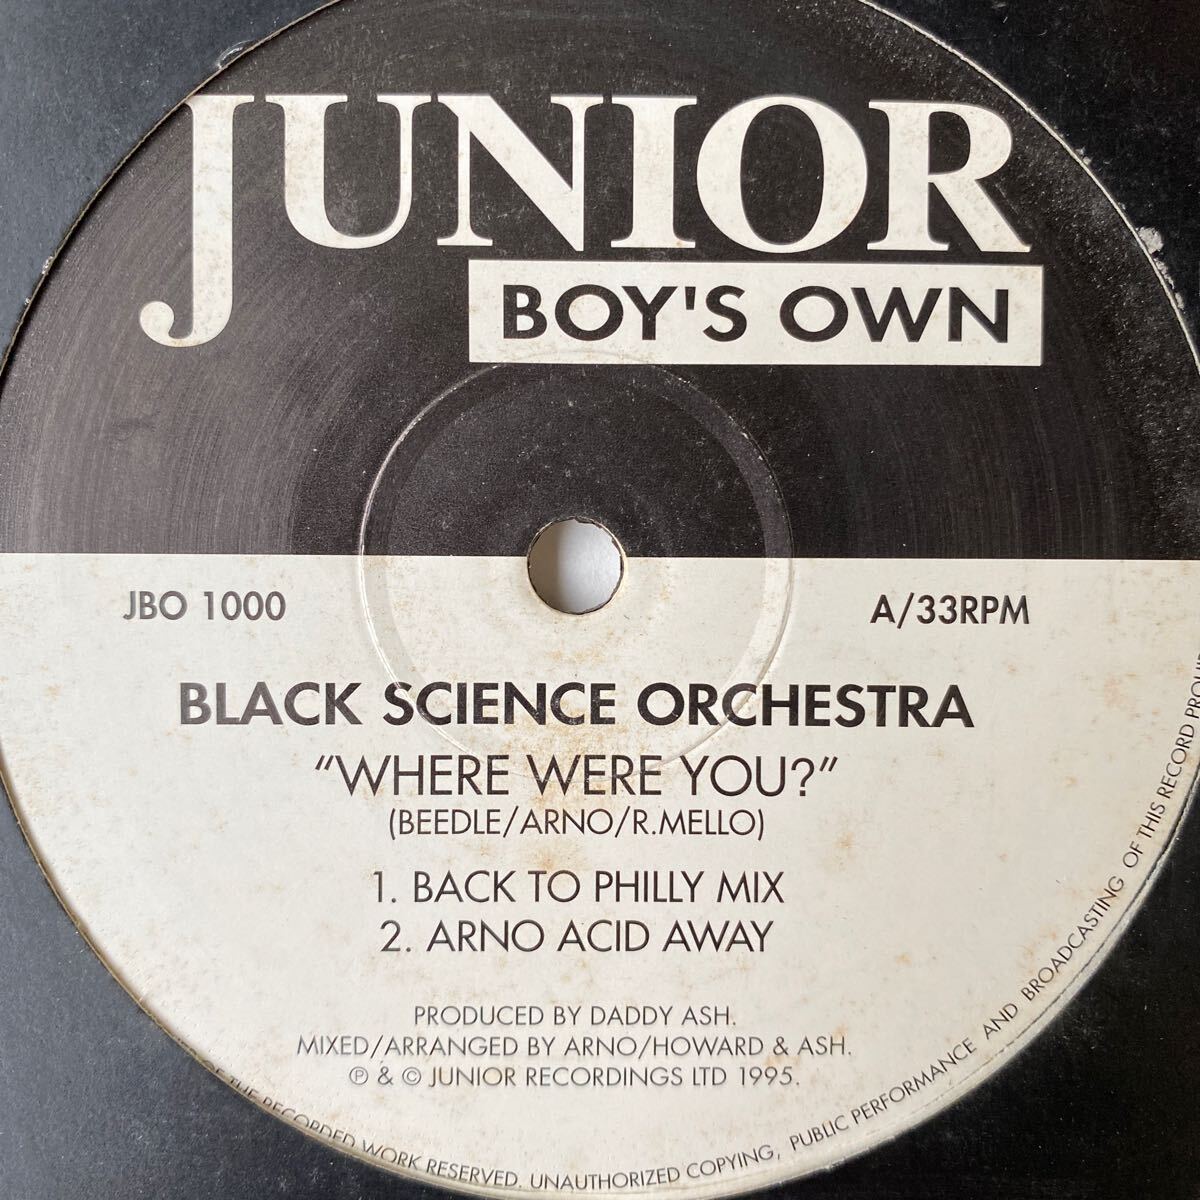 JUNIOR
BOY'S OWN
JBO 1000
A/33RPM
BLACK SCIENCE ORCHESTRA
“WHERE WERE YOU?”
(BEEDLE/ARNO/R.MELLO)
1. BACK TO PHILLY MIX
2. ARNO ACID AWAY
PRODUCED BY DADDY ASH.
MIXED/ARRANGED BY ARNO/HOWARD & ASH.
℗ & © JUNIOR RECORDINGS LTD 1995.
OF THE RECORDED WORK RESERVED. UNAUTHORIZED COPYING, PUBLIC PERFORMANCE AND BROADCASTING OF THIS RECORD